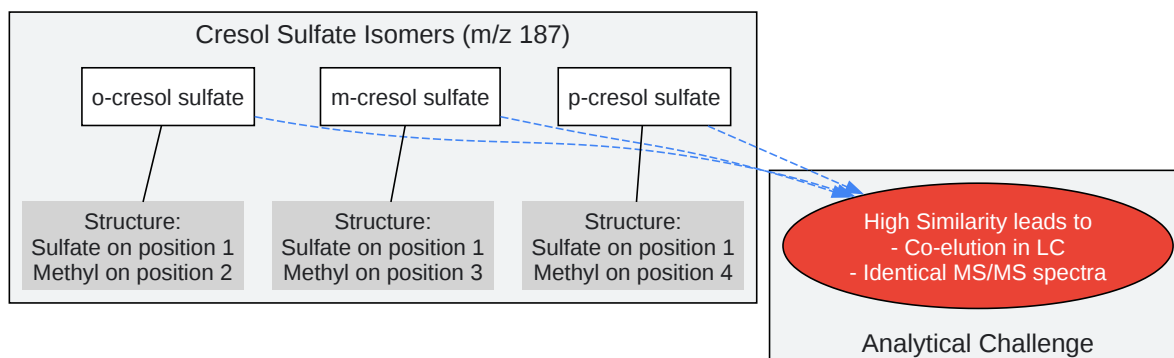 Cresol Sulfate Isomers (m/z 187)
o-cresol sulfate
m-cresol sulfate
p-cresol sulfate
Structure:
Sulfate on position 1
Methyl on position 2
Structure:
Sulfate on position 1
Methyl on position 3
Structure:
Sulfate on position 1
Methyl on position 4
High Similarity leads to
- Co-elution in LC
- Identical MS/MS spectra
Analytical Challenge